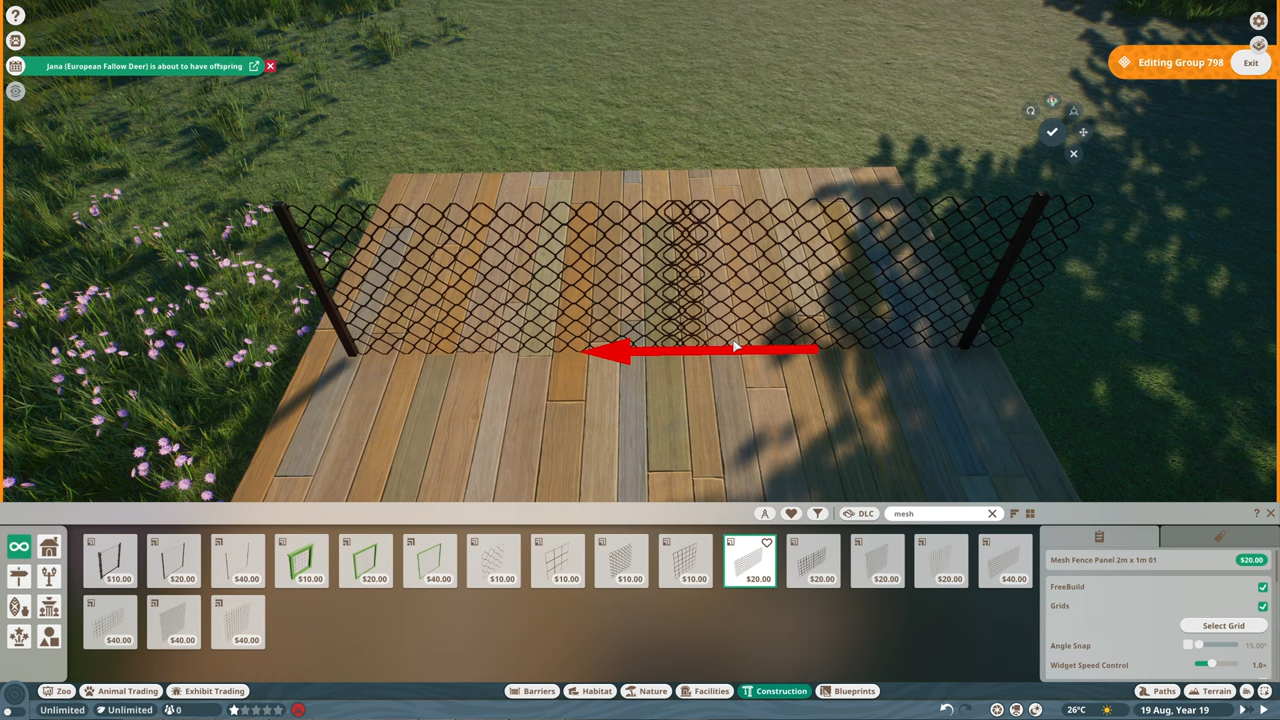 Jana (European Fallow Deer) is about to have offspring
Editing Group 798
Exit
DLC
mesh
$10.00
$20.00
$40.00
$10.00
$20.00
$40.00
$10.00
$10.00
$10.00
$10.00
$20.00
$20.00
$20.00
$20.00
$40.00
$40.00
$40.00
$40.00
Mesh Fence Panel 2m x 1m 01
$20.00
FreeBuild
Grids
Select Grid
Angle Snap
15.00°
Widget Speed Control
1.0×
Zoo
Animal Trading
Exhibit Trading
Barriers
Habitat
Nature
Facilities
Construction
Blueprints
Paths
Terrain
Unlimited
Unlimited
0
26°C
19 Aug, Year 19